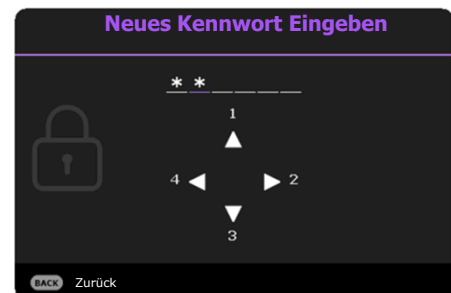 Neues Kennwort Eingeben
* * _ _ _ _
1
4 2
3
BACK Zurück